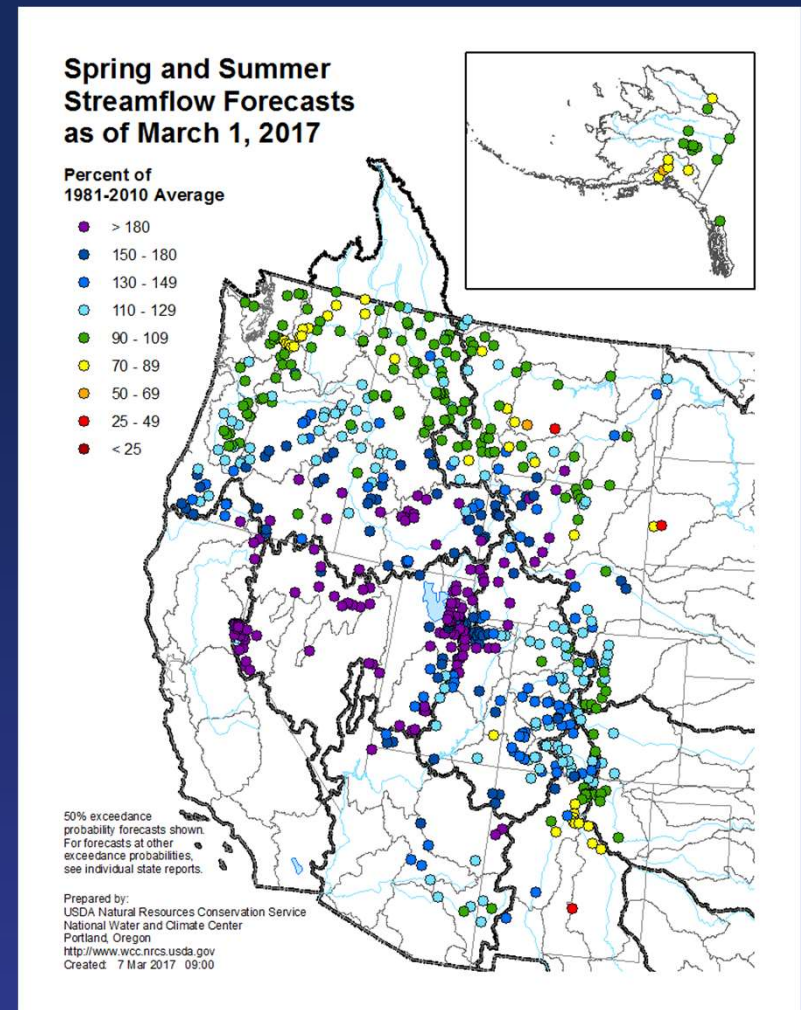 Spring and Summer
Streamflow Forecasts
as of March 1, 2017
Percent of
1981-2010 Average
> 180
150 - 180
130 - 149
110 - 129
90 - 109
70 - 89
50 - 69
25 - 49
< 25
50% exceedance
probability forecasts shown.
For forecasts at other
exceedance probabilities,
see individual state reports.
Prepared by:
USDA Natural Resources Conservation Service
National Water and Climate Center
Portland, Oregon
http://www.wcc.nrcs.usda.gov
Created: 7 Mar 2017 09:00